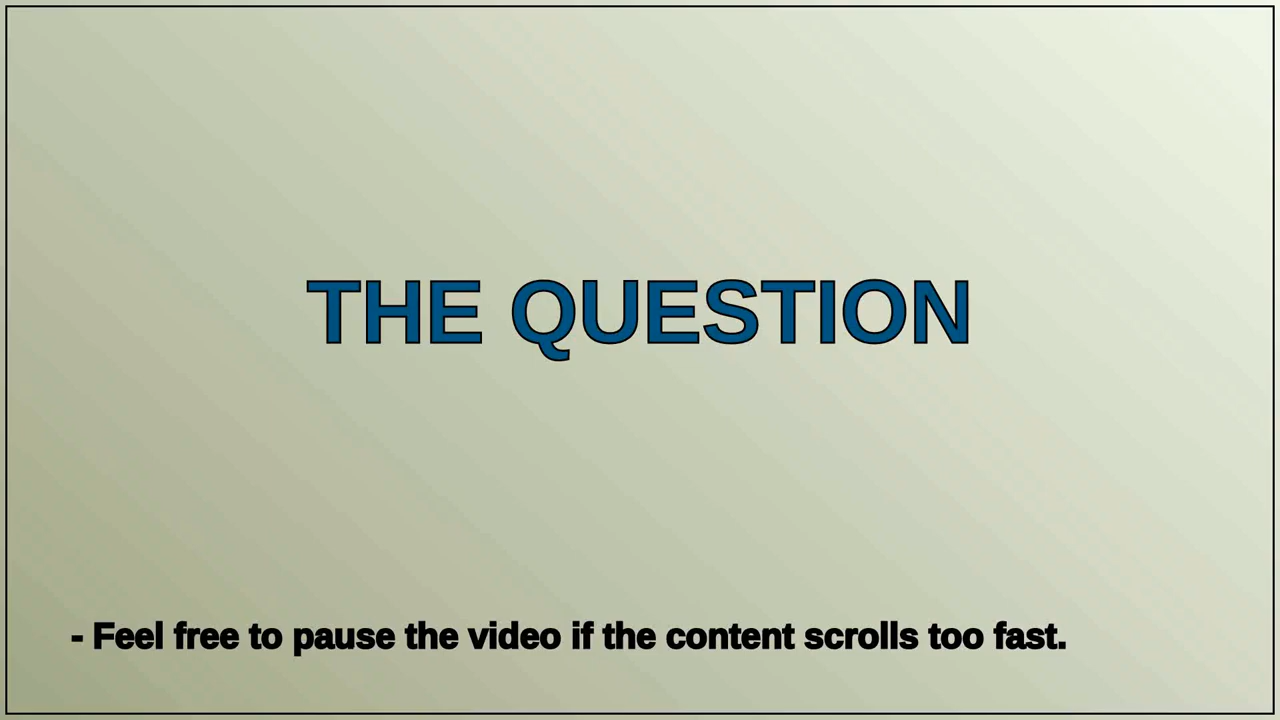 THE QUESTION
- Feel free to pause the video if the content scrolls too fast.